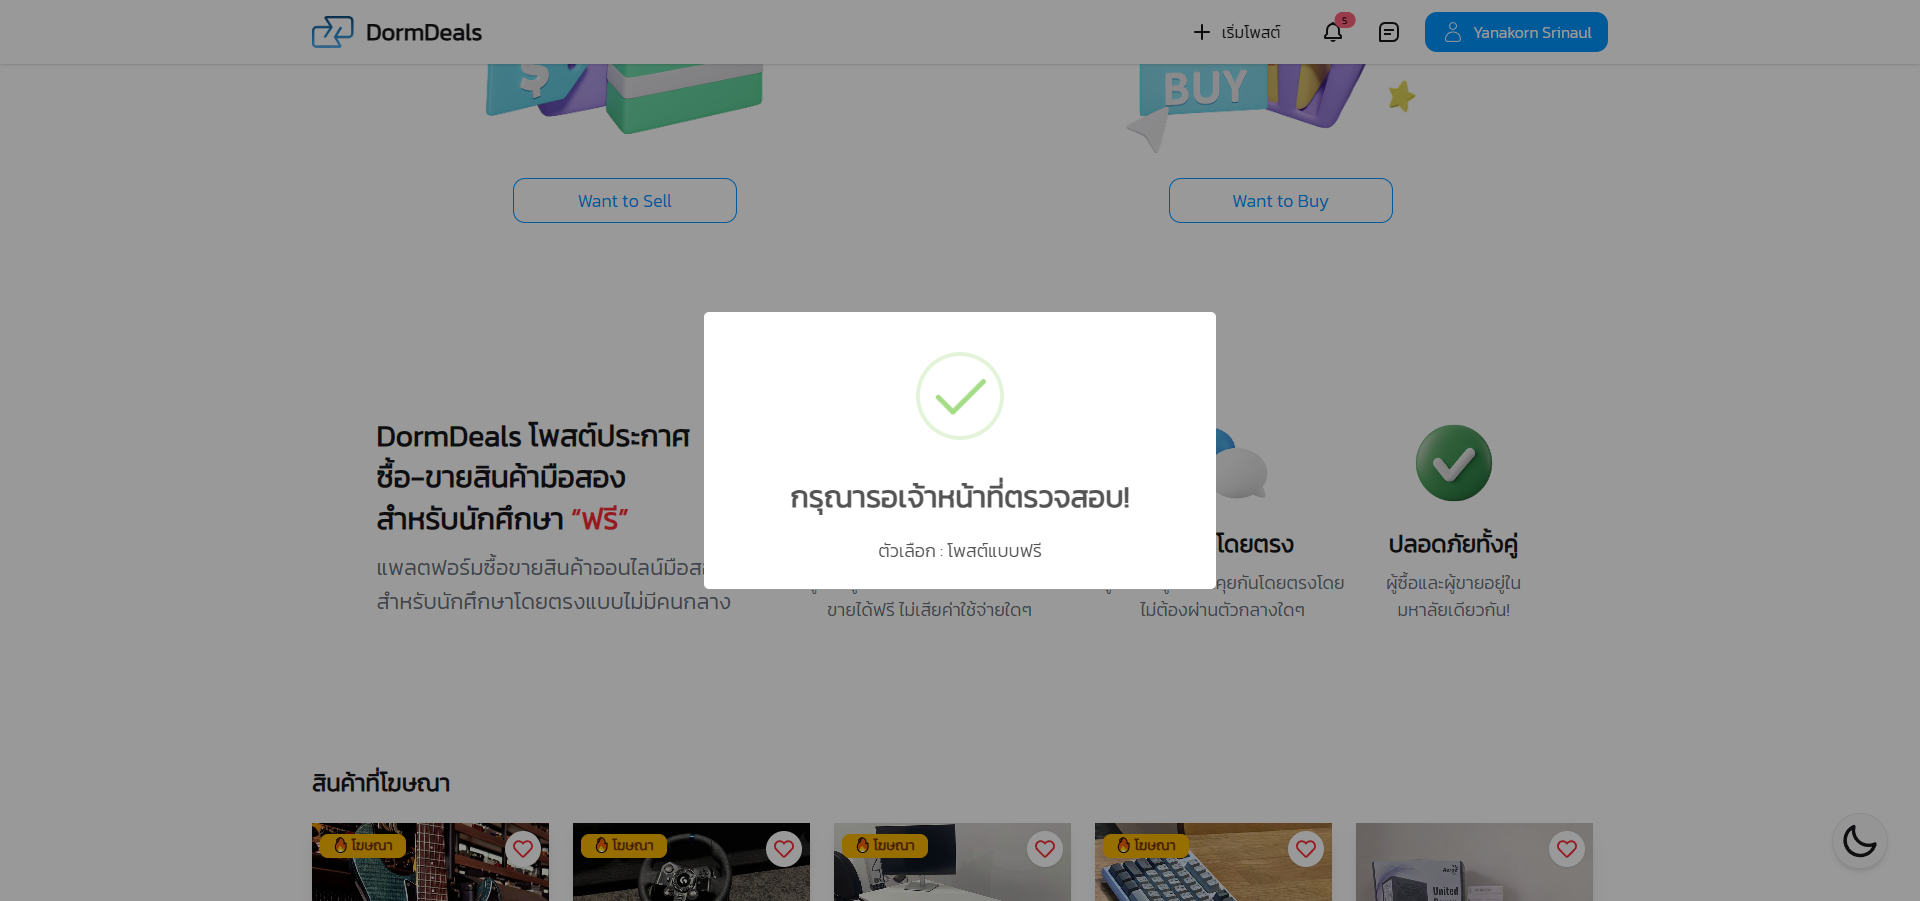 DormDeals
เริ่มโพสต์
5
Yanakorn Srinaul
$
BUY
Want to Sell
Want to Buy
กรุณารอเจ้าหน้าที่ตรวจสอบ!
ตัวเลือก : โพสต์แบบฟรี
DormDeals โพสต์ประกาศ
ซื้อ-ขายสินค้ามือสอง
สำหรับนักศึกษา “ฟรี”
แพลตฟอร์มซื้อขายสินค้าออนไลน์
สำหรับนักศึกษาโดยตรงแบบไม่มีคนกลาง
ขายได้ฟรี ไม่เสียค่าใช้จ่ายใดๆ
โดยตรง
คุยกันโดยตรงโดย
ไม่ต้องผ่านตัวกลางใดๆ
ปลอดภัยทั้งคู่
ผู้ซื้อและผู้ขายอยู่ใน
มหาลัยเดียวกัน!
สินค้าที่โฆษณา
โฆษณา
โฆษณา
โฆษณา
โฆษณา
United